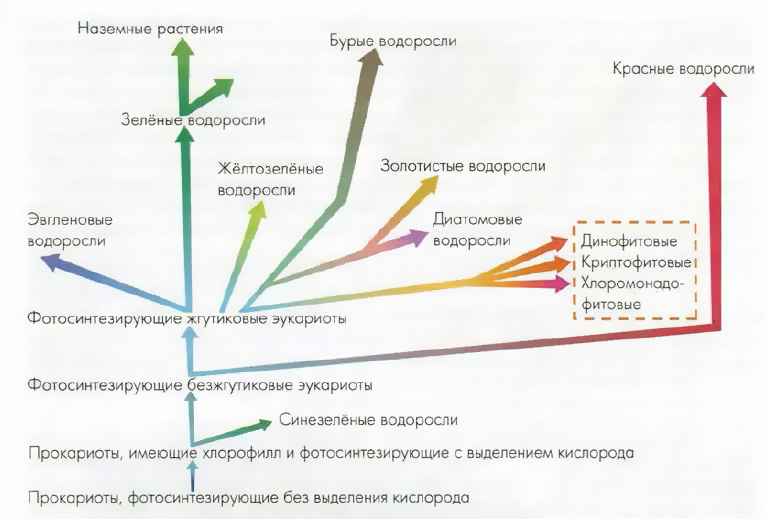 Наземные растения
Бурые водоросли
Красные водоросли
Зелёные водоросли
Жёлтозелёные
водоросли
Золотистые водоросли
Эвгленовые
водоросли
Диатомовые
водоросли
Динофитовые
Криптофитовые
Хлоромонадо-
фитовые
Фотосинтезирующие жгутиковые эукариоты
Фотосинтезирующие безжгутиковые эукариоты
Синезелёные водоросли
Прокариоты, имеющие хлорофилл и фотосинтезирующие с выделением кислорода
Прокариоты, фотосинтезирующие без выделения кислорода